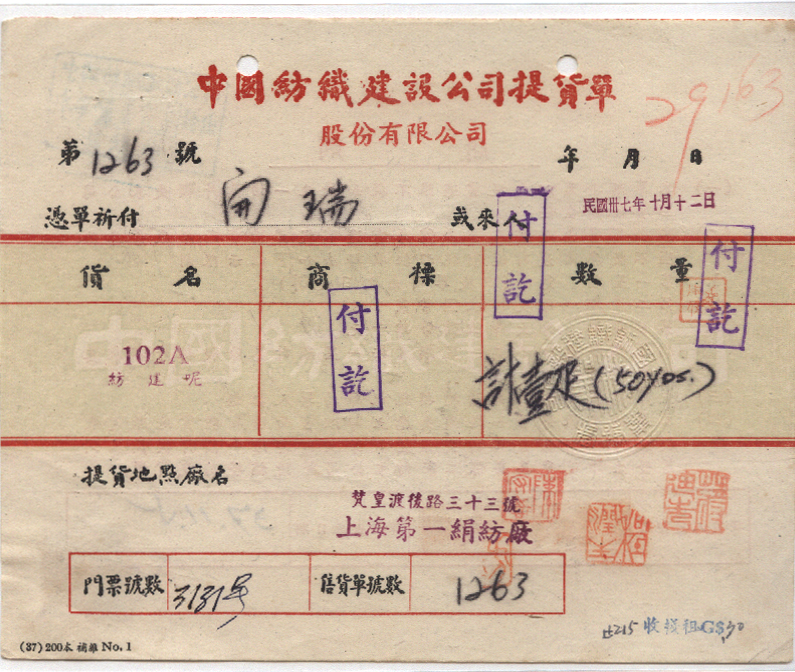 中國紡織建設公司提貨單
股份有限公司
29163
第1263號
年 月 日
民國卅七年十月十二日
憑單祈付 開瑞 或來人
付訖
付訖
付訖
貨名 商標 數量
102A
紡建呢
計壹疋(50yds.)
提貨地點廠名
梵皇渡後路三十三號
上海第一絹紡廠
門票號數 3131号 售貨單號數 1263
收棧租GS
(37)200本 補雜 No.1